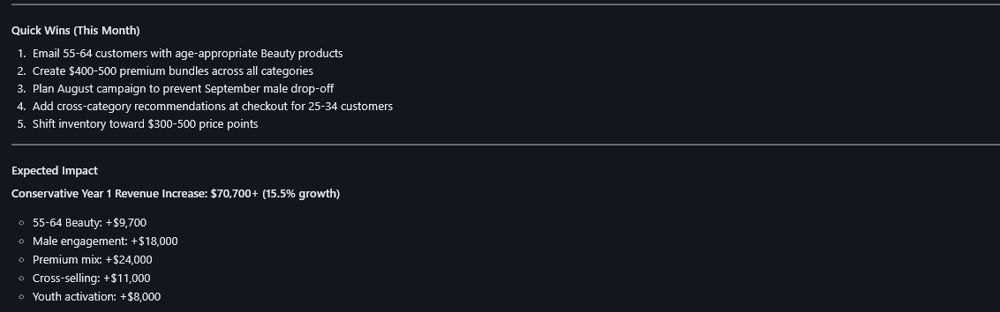 Quick Wins (This Month)
1. Email 55-64 customers with age-appropriate Beauty products
2. Create $400-500 premium bundles across all categories
3. Plan August campaign to prevent September male drop-off
4. Add cross-category recommendations at checkout for 25-34 customers
5. Shift inventory toward $300-500 price points
Expected Impact
Conservative Year 1 Revenue Increase: $70,700+ (15.5% growth)
○ 55-64 Beauty: +$9,700
○ Male engagement: +$18,000
○ Premium mix: +$24,000
○ Cross-selling: +$11,000
○ Youth activation: +$8,000